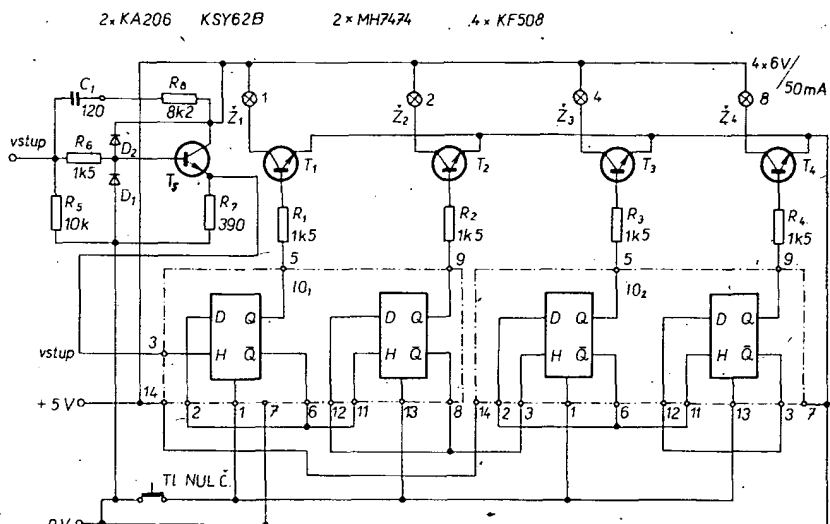 2×KA206 KSY62B 2×MH7474 4×KF508
4×6V/50mA
C1 120
R8 8k2
1 Ž1
2 Ž2
4 Ž3
8 Ž4
vstup
R6 1k5
D2
D1
T5
R5 10k
R7 390
T1
T2
T3
T4
R1 1k5
R2 1k5
R3 1k5
R4 1k5
5 9 5 9
IO1 IO2
D Q D Q D Q D Q
H Q̅ H Q̅ H Q̅ H Q̅
vstup 3
+5V
14 2 1 7 6 12 11 13 8 14 2 3 1 6 12 11 13 3 7
Tl. NUL Č.
0V